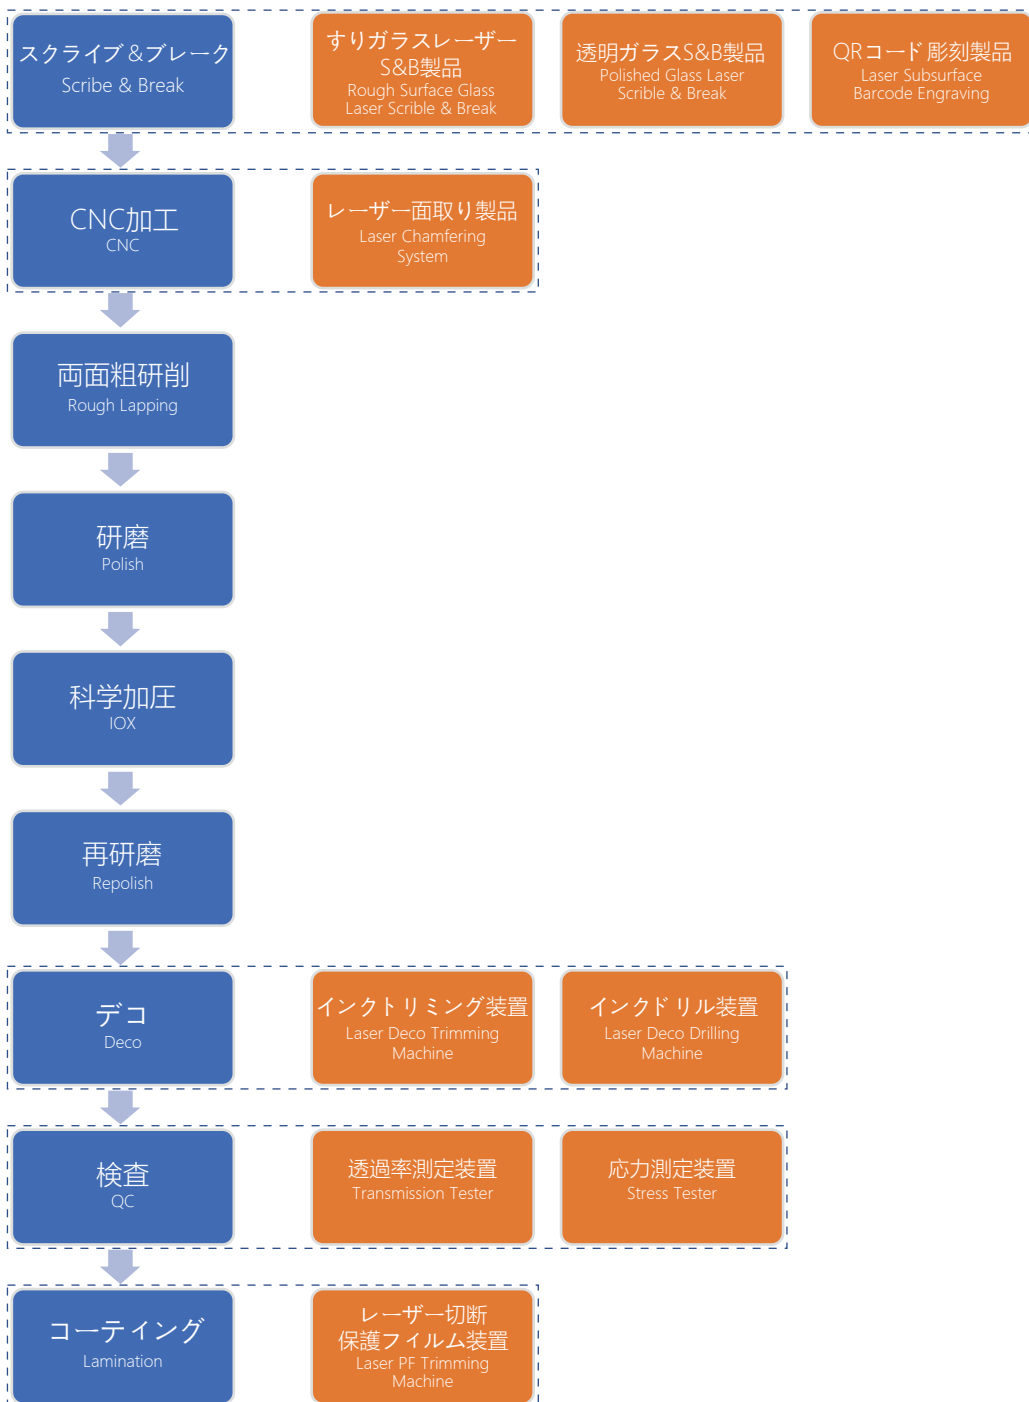 スクライブ&ブレーク
Scribe & Break
すりガラスレーザー
S&B製品
Rough Surface Glass
Laser Scrible & Break
透明ガラスS&B製品
Polished Glass Laser
Scrible & Break
QRコード彫刻製品
Laser Subsurface
Barcode Engraving
CNC加工
CNC
レーザー面取り製品
Laser Chamfering
System
両面粗研削
Rough Lapping
研磨
Polish
科学加圧
IOX
再研磨
Repolish
デコ
Deco
インクトリミング装置
Laser Deco Trimming
Machine
インクドリル装置
Laser Deco Drilling
Machine
検査
QC
透過率測定装置
Transmission Tester
応力測定装置
Stress Tester
コーティング
Lamination
レーザー切断
保護フィルム装置
Laser PF Trimming
Machine